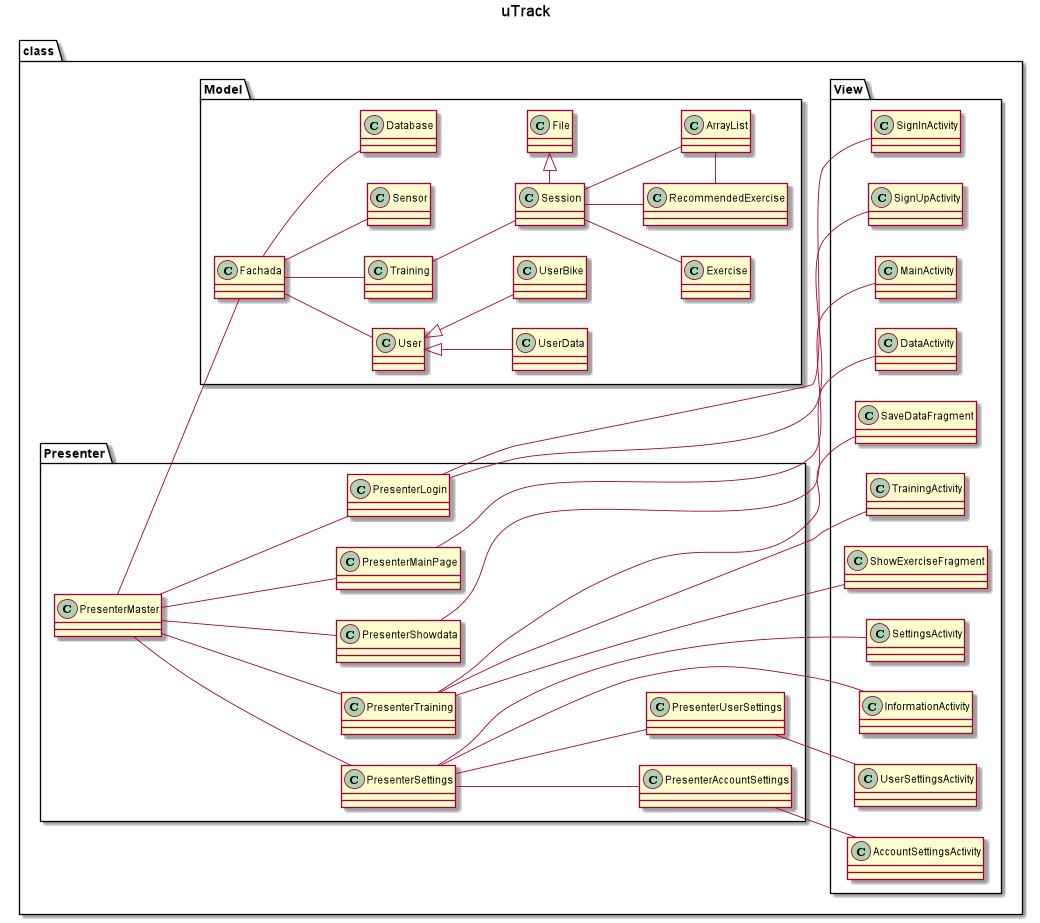 uTrack
class
Model
View
C Database
C File
C ArrayList
C SignInActivity
C Sensor
C Session
C RecommendedExercise
C SignUpActivity
C Fachada
C Training
C UserBike
C Exercise
C MainActivity
C User
C UserData
C DataActivity
C SaveDataFragment
Presenter
C PresenterLogin
C TrainingActivity
C PresenterMainPage
C ShowExerciseFragment
C PresenterMaster
C PresenterShowdata
C SettingsActivity
C PresenterTraining
C PresenterUserSettings
C InformationActivity
C PresenterSettings
C PresenterAccountSettings
C UserSettingsActivity
C AccountSettingsActivity